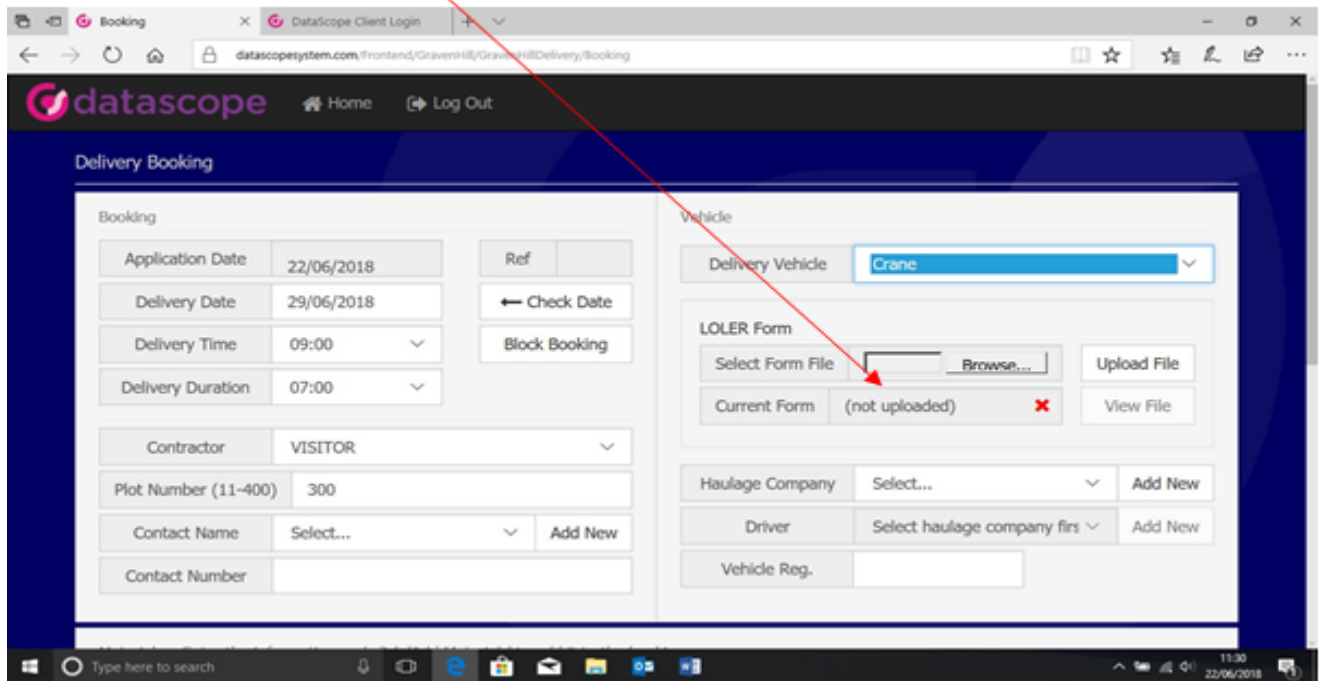 Booking
DataScope Client Login
datascopesystem.com/Frontend/GravenHill/GravenHillDelivery/Booking
datascope Home Log Out
Delivery Booking
Booking
Application Date 22/06/2018 Ref
Delivery Date 29/06/2018 Check Date
Delivery Time 09:00 Block Booking
Delivery Duration 07:00
Contractor VISITOR
Plot Number (11-400) 300
Contact Name Select... Add New
Contact Number
Vehicle
Delivery Vehicle Crane
LOLER Form
Select Form File Browse... Upload File
Current Form (not uploaded) View File
Haulage Company Select... Add New
Driver Select haulage company firs Add New
Vehicle Reg.
Type here to search
11:30
22/06/2018